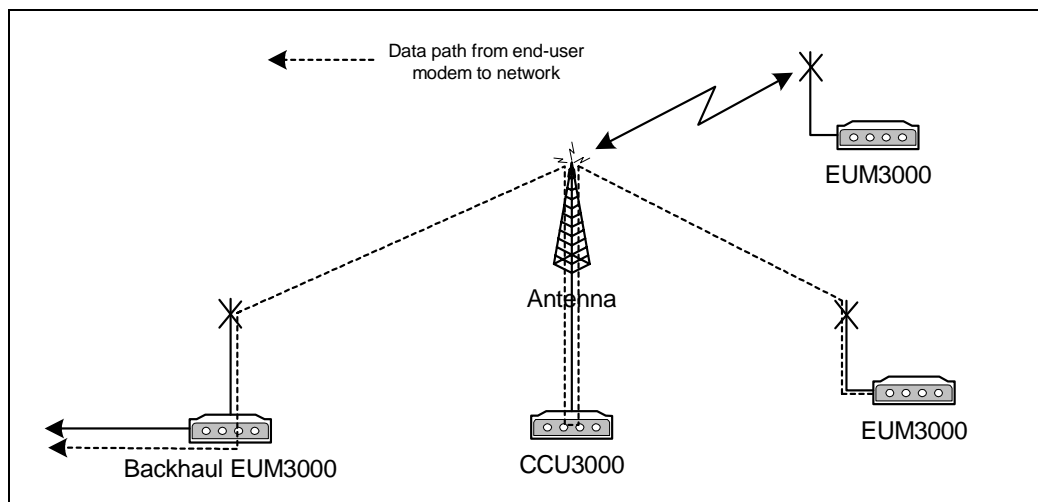 Data path from end-user
modem to network
EUM3000
Antenna
EUM3000
Backhaul EUM3000
CCU3000